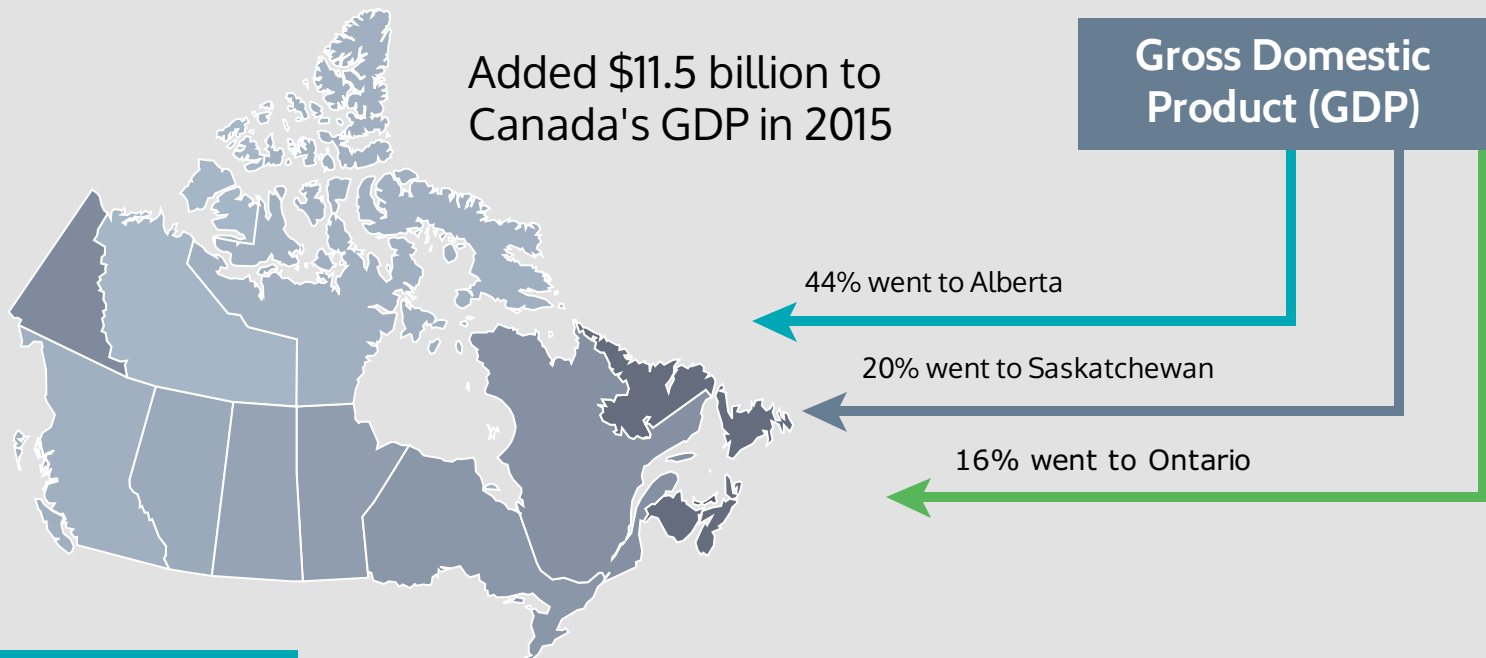 Added $11.5 billion to
Canada's GDP in 2015
Gross Domestic
Product (GDP)
44% went to Alberta
20% went to Saskatchewan
16% went to Ontario